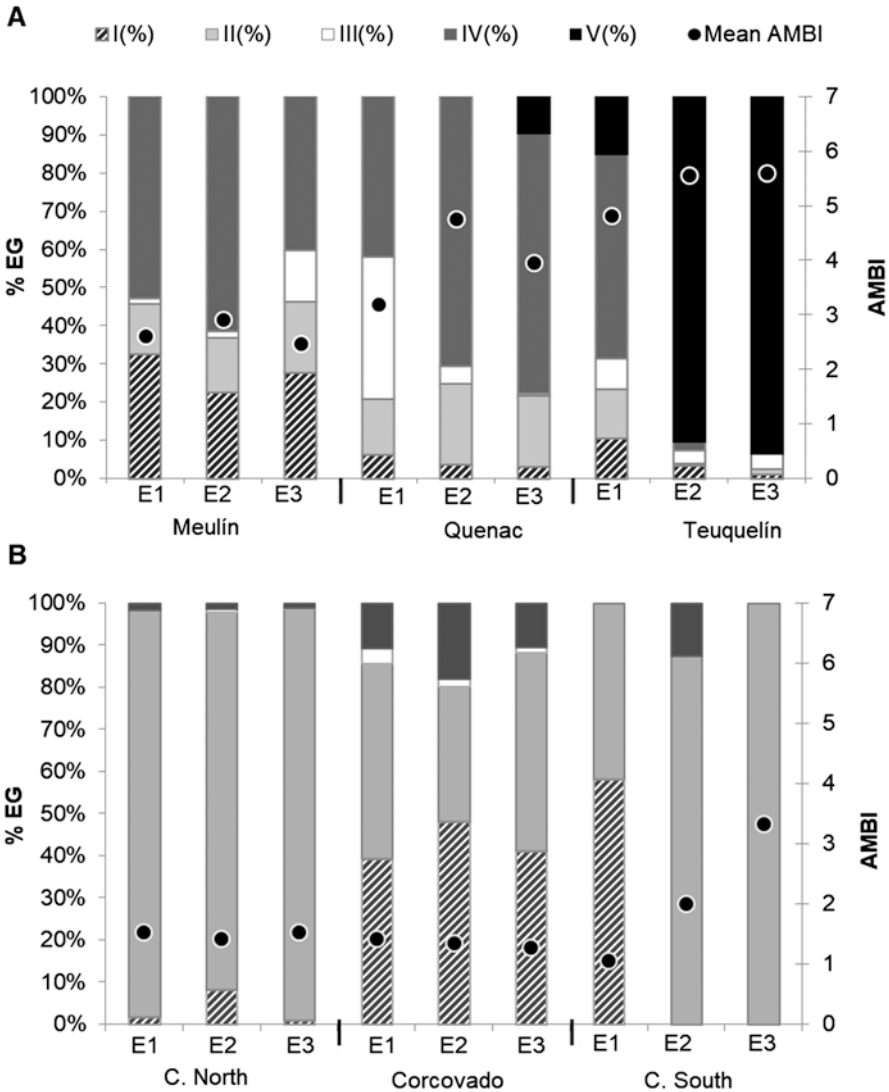 A
I(%) II(%) III(%) IV(%) V(%) Mean AMBI
100% 7
90%
80% 6
70% 5
60%
50% 4
40% 3
30% 2
20%
10% 1
0% 0
% EG
AMBI
E1 E2 E3 E1 E2 E3 E1 E2 E3
Meulín Quenac Teuquelín
B
100% 7
90%
80% 6
70% 5
60%
50% 4
40% 3
30% 2
20%
10% 1
0% 0
% EG
AMBI
E1 E2 E3 E1 E2 E3 E1 E2 E3
C. North Corcovado C. South